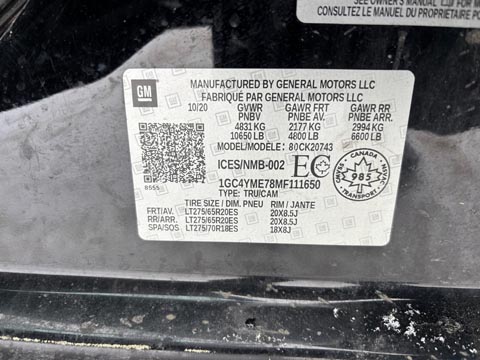 SEE OWNER'S MANUAL
CONSULTEZ LE MANUEL DU PROPRIÉTAIRE P
MANUFACTURED BY GENERAL MOTORS LLC
FABRIQUÉ PAR GENERAL MOTORS LLC
GM
10/20 GVWR GAWR FRT GAWR RR
PNBV PNBE AV. PNBE ARR.
4831 KG 2177 KG 2994 KG
10650 LB 4800 LB 6600 LB
MODEL/MODÈLE: 80CK20743
ICES/NMB-002 EC
CANADA
985
TRANSPORT
8555
1GC4YME78MF111650
TYPE: TRU/CAM
TIRE SIZE / DIM. PNEU RIM / JANTE
FRT/AV. LT275/65R20ES 20X8.5J
RR/ARR. LT275/65R20ES 20X8.5J
SPA/SOS LT275/70R18ES 18X8J